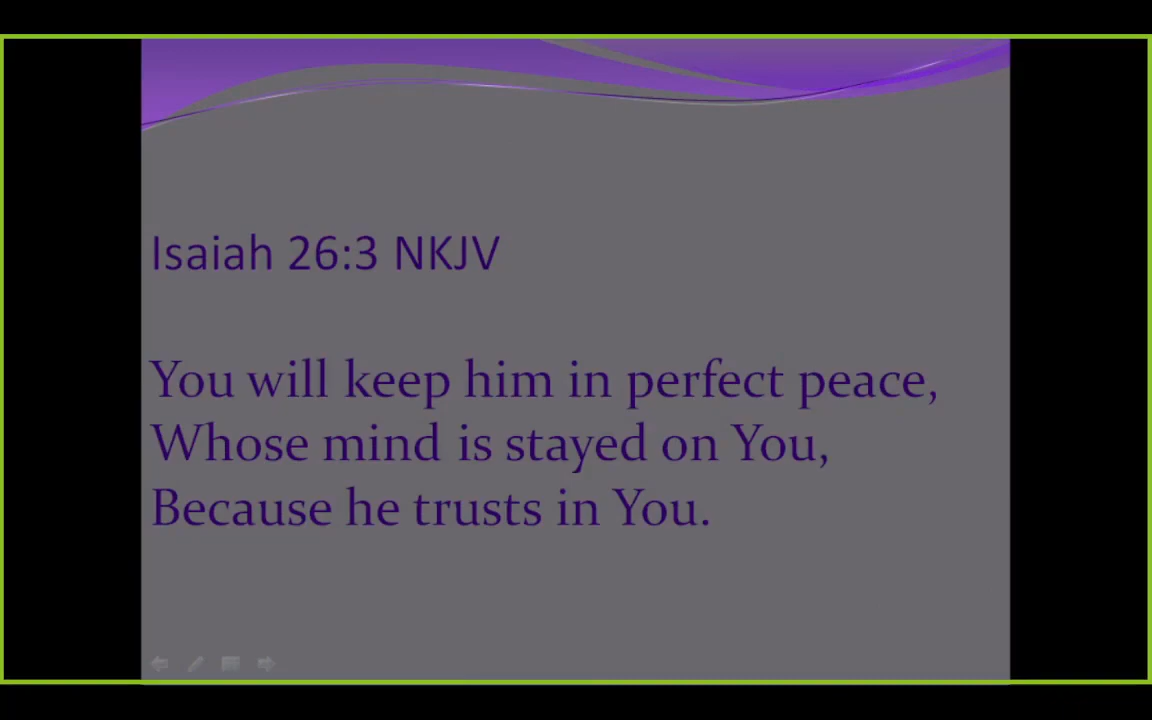 Isaiah 26:3 NKJV
You will keep him in perfect peace,
Whose mind is stayed on You,
Because he trusts in You.